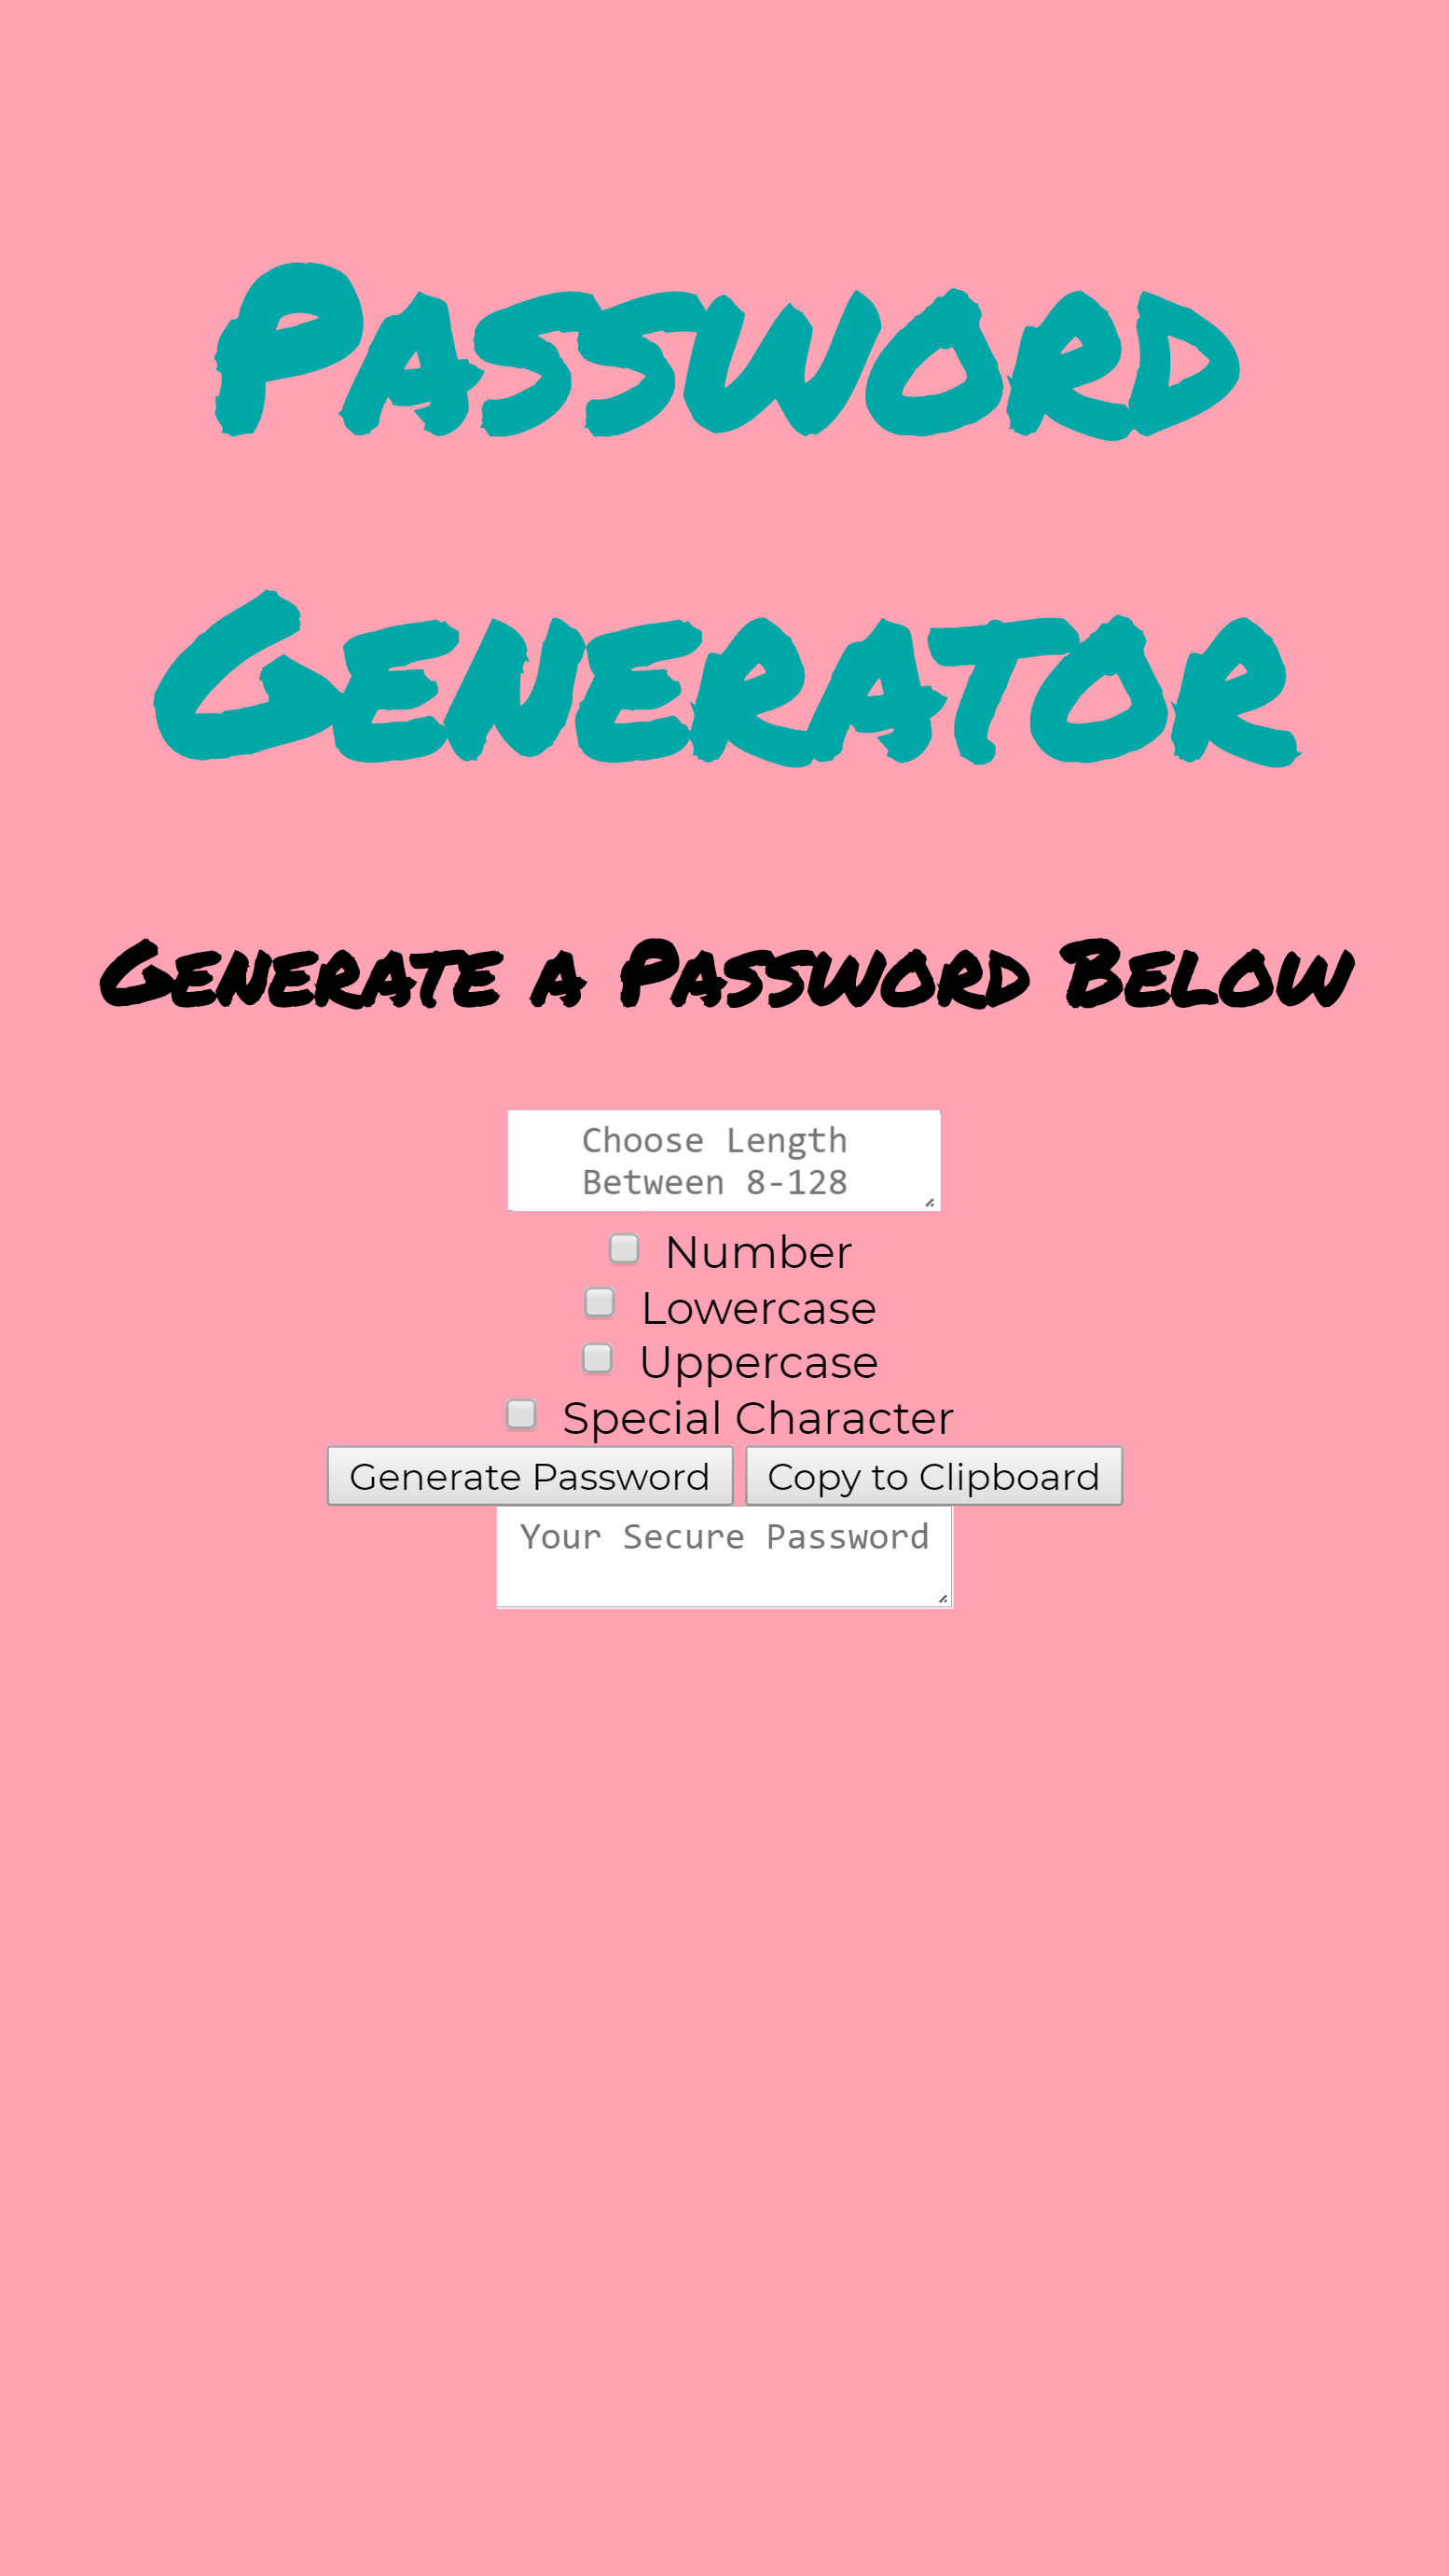 Password
Generator
Generate a Password Below
Choose Length
Between 8-128
Number
Lowercase
Uppercase
Special Character
Generate Password Copy to Clipboard
Your Secure Password